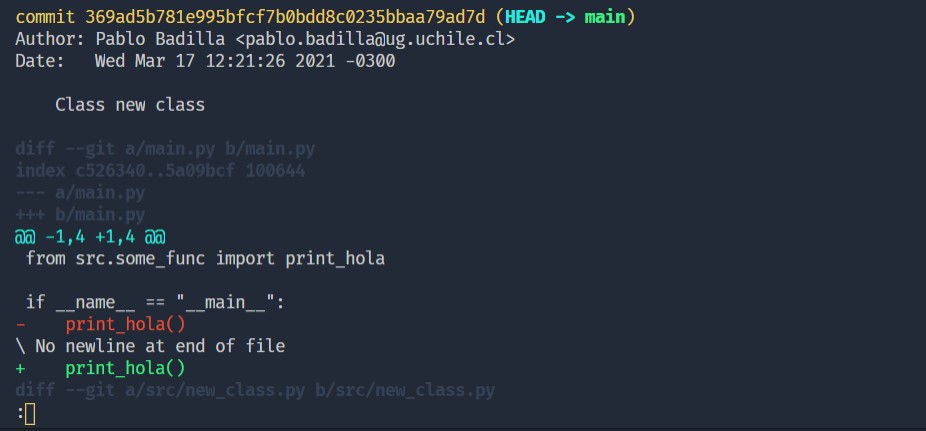 commit 369ad5b781e995bfcf7b0bdd8c0235bbaa79ad7d (HEAD -> main)
Author: Pablo Badilla <pablo.badilla@ug.uchile.cl>
Date:   Wed Mar 17 12:21:26 2021 -0300

    Class new class

diff --git a/main.py b/main.py
index c526340..5a09bcf 100644
--- a/main.py
+++ b/main.py
@@ -1,4 +1,4 @@
 from src.some_func import print_hola

 if __name__ == "__main__":
-    print_hola()
\ No newline at end of file
+    print_hola()
diff --git a/src/new_class.py b/src/new_class.py
: